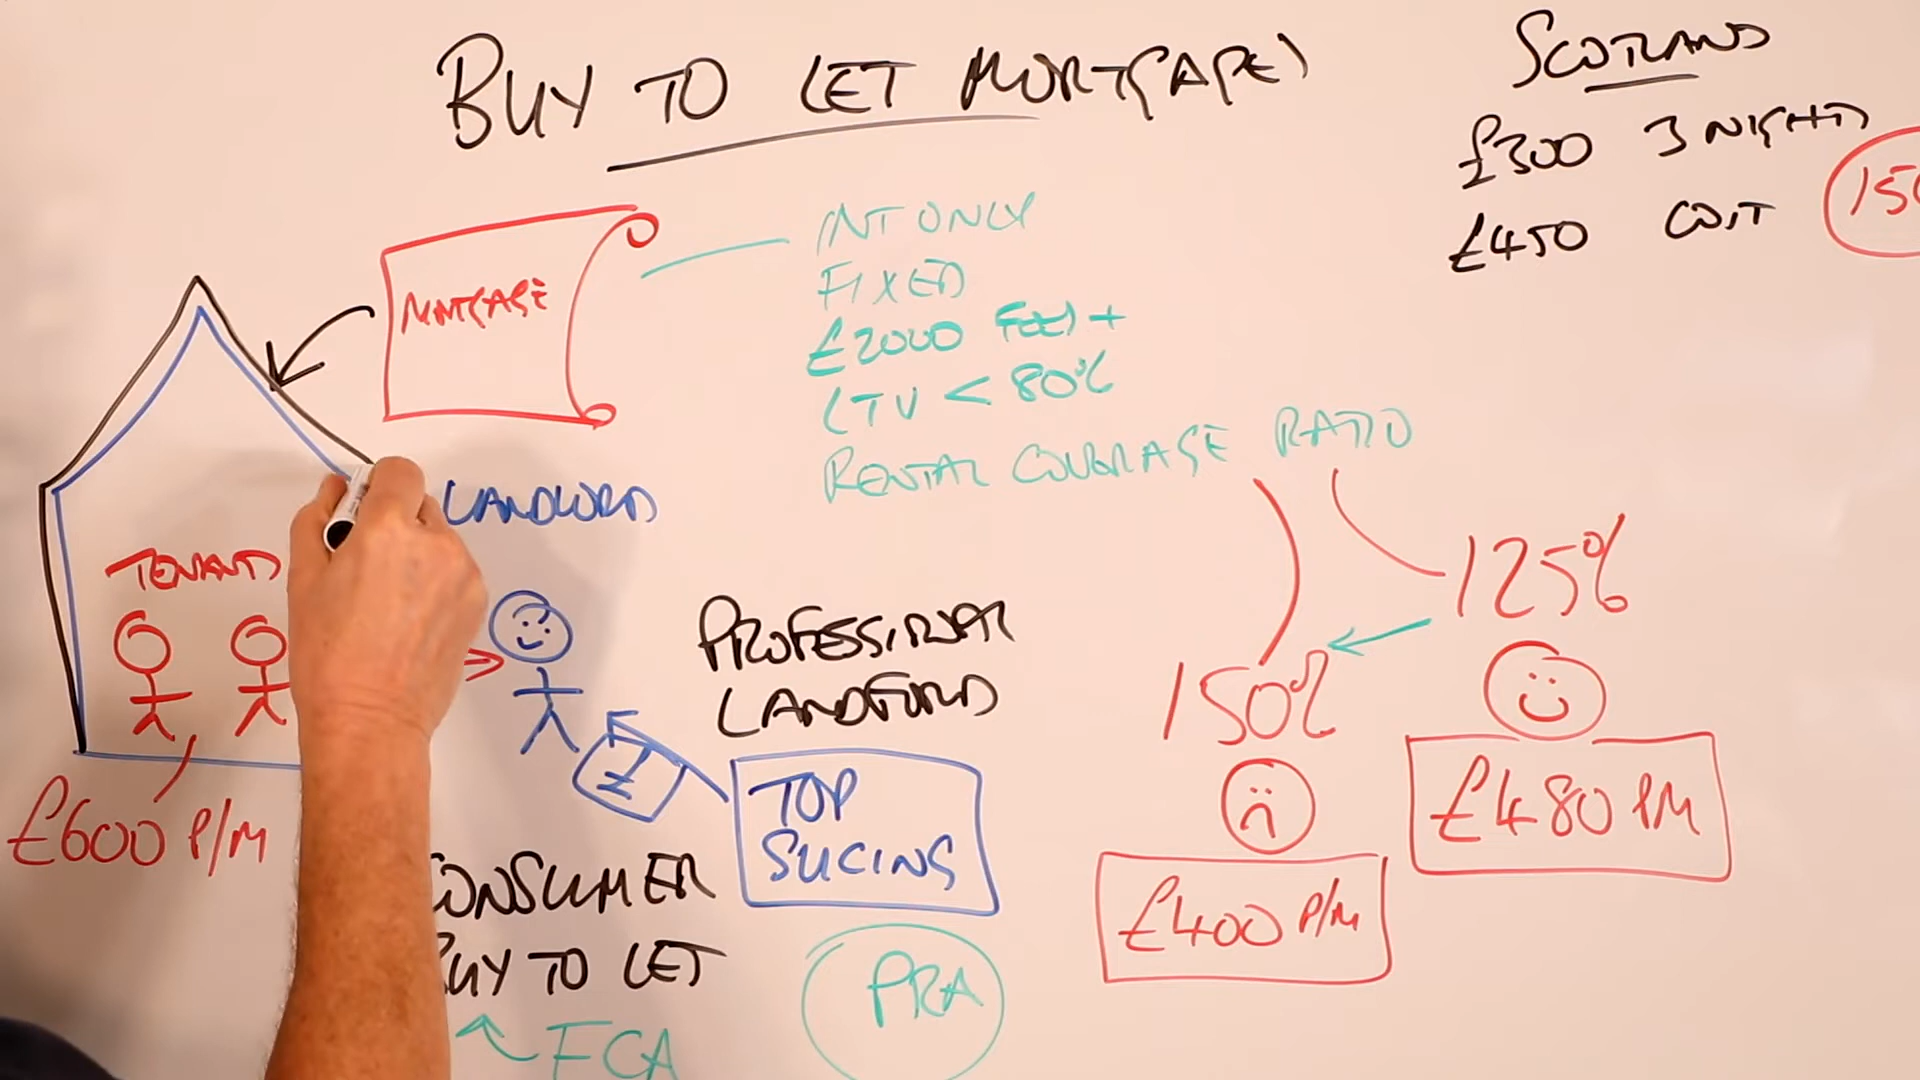 BUY TO LET MORTGAGES
SCOTLAND
£300 3 NIGHTS
£450 COST
150
MORTGAGE
INT ONLY
FIXED
£2000 FEES +
LTV < 80%
RENTAL COVERAGE RATIO
LANDLORD
TENANTS
£600 P/M
£
PROFESSIONAL
LANDLORD
TOP
SLICING
CONSUMER
BUY TO LET
FCA
PRA
125%
150%
£480 PM
£400 P/M